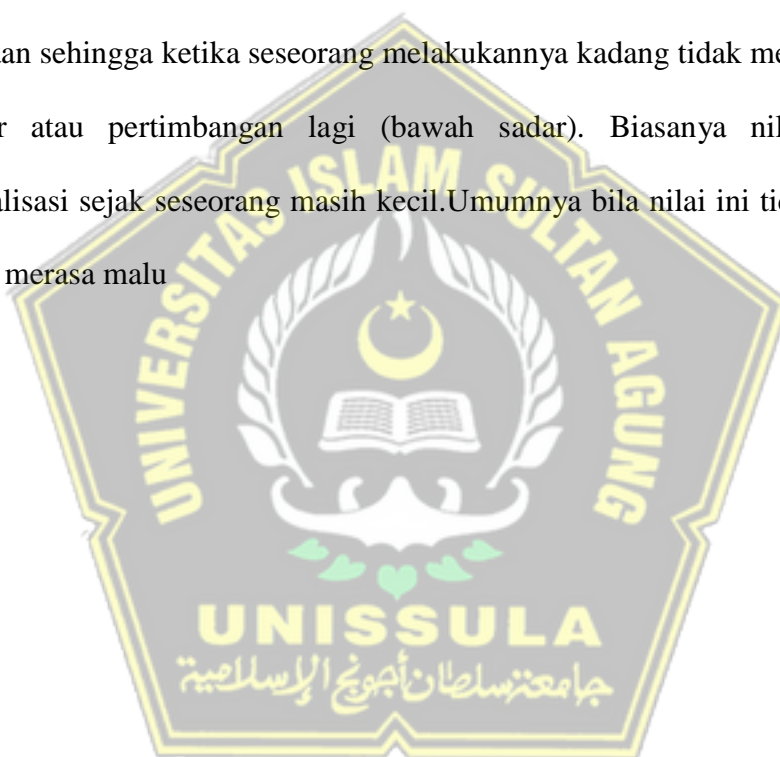 an sehingga ketika seseorang melakukannya kadang tidak me
r atau pertimbangan lagi (bawah sadar). Biasanya nil
alisasi sejak seseorang masih kecil.Umumnya bila nilai ini ti
merasa malu
UNIVERSITAS ISLAM SULTAN AGUNG
UNISSULA
جامعة سلطان أجونج الإسلامية